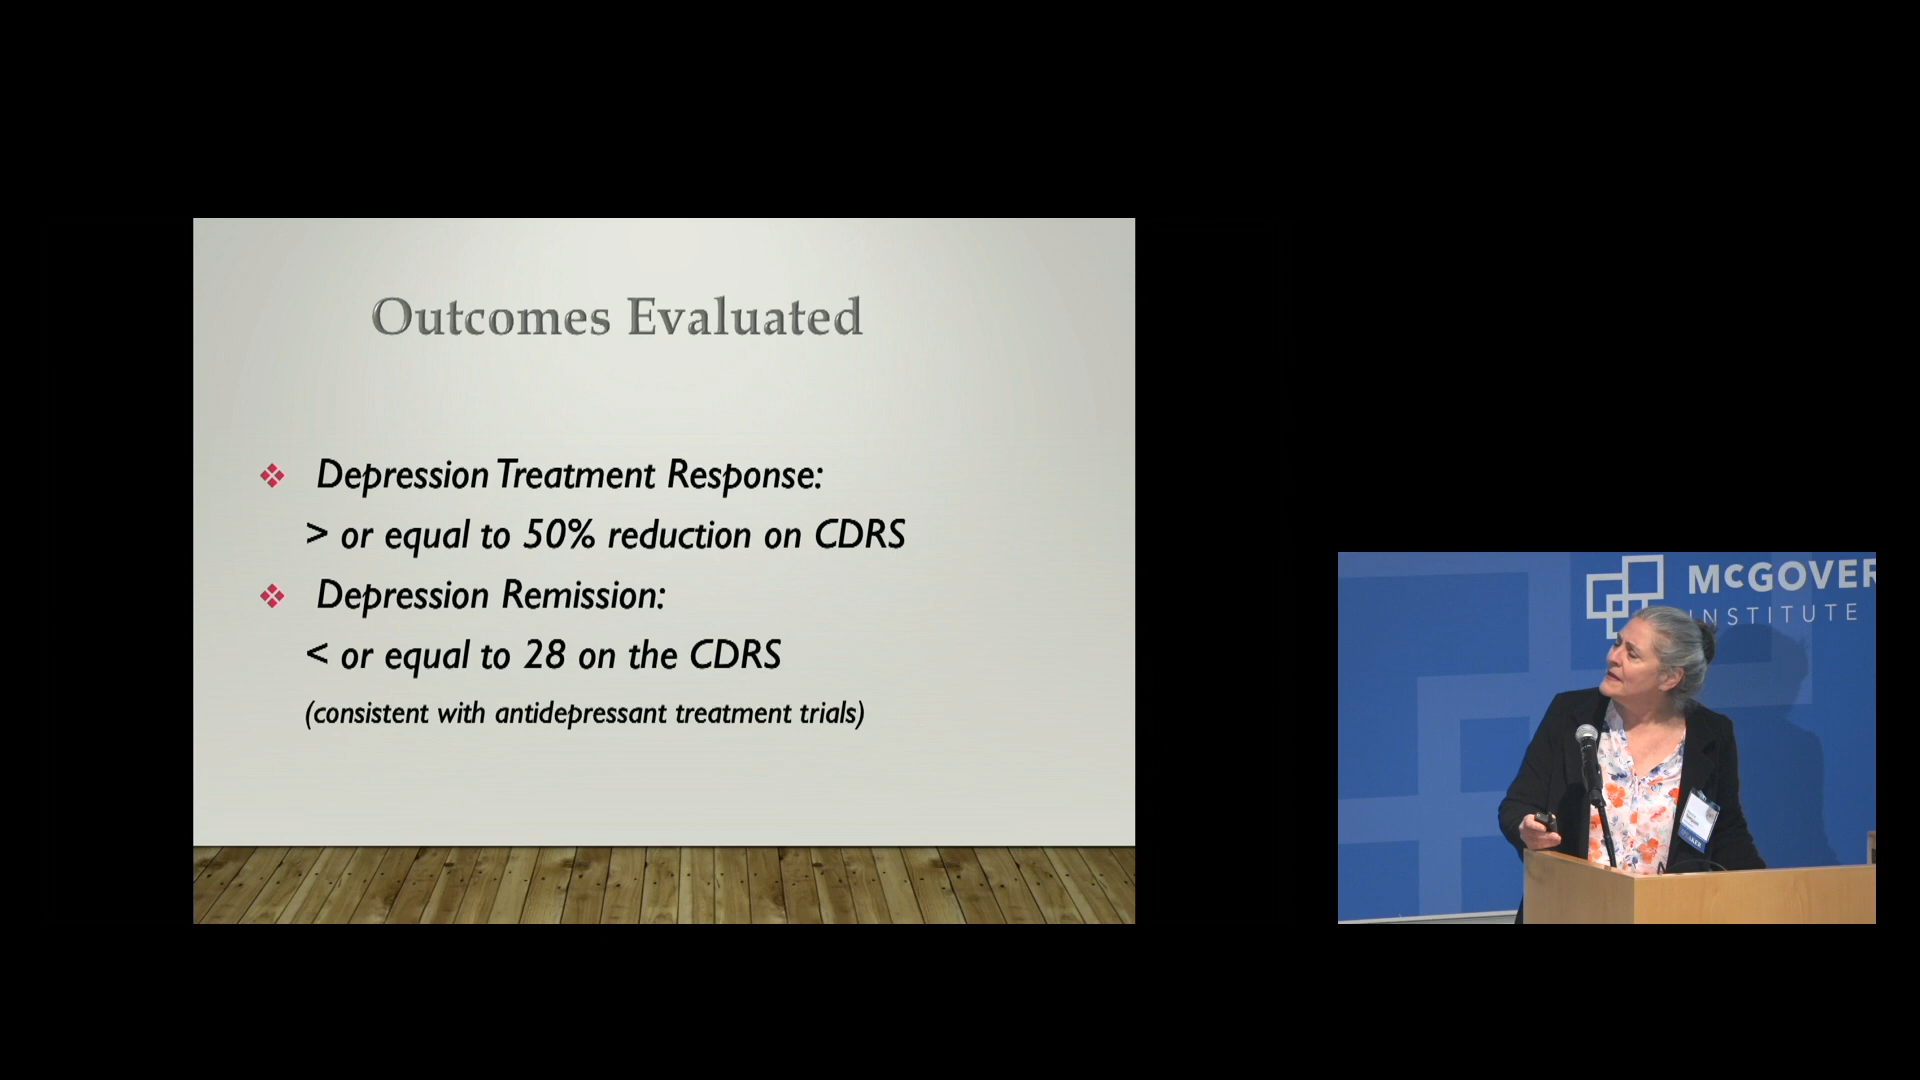 Outcomes Evaluated
Depression Treatment Response:
> or equal to 50% reduction on CDRS
Depression Remission:
< or equal to 28 on the CDRS
(consistent with antidepressant treatment trials)
McGOVER
INSTITUTE